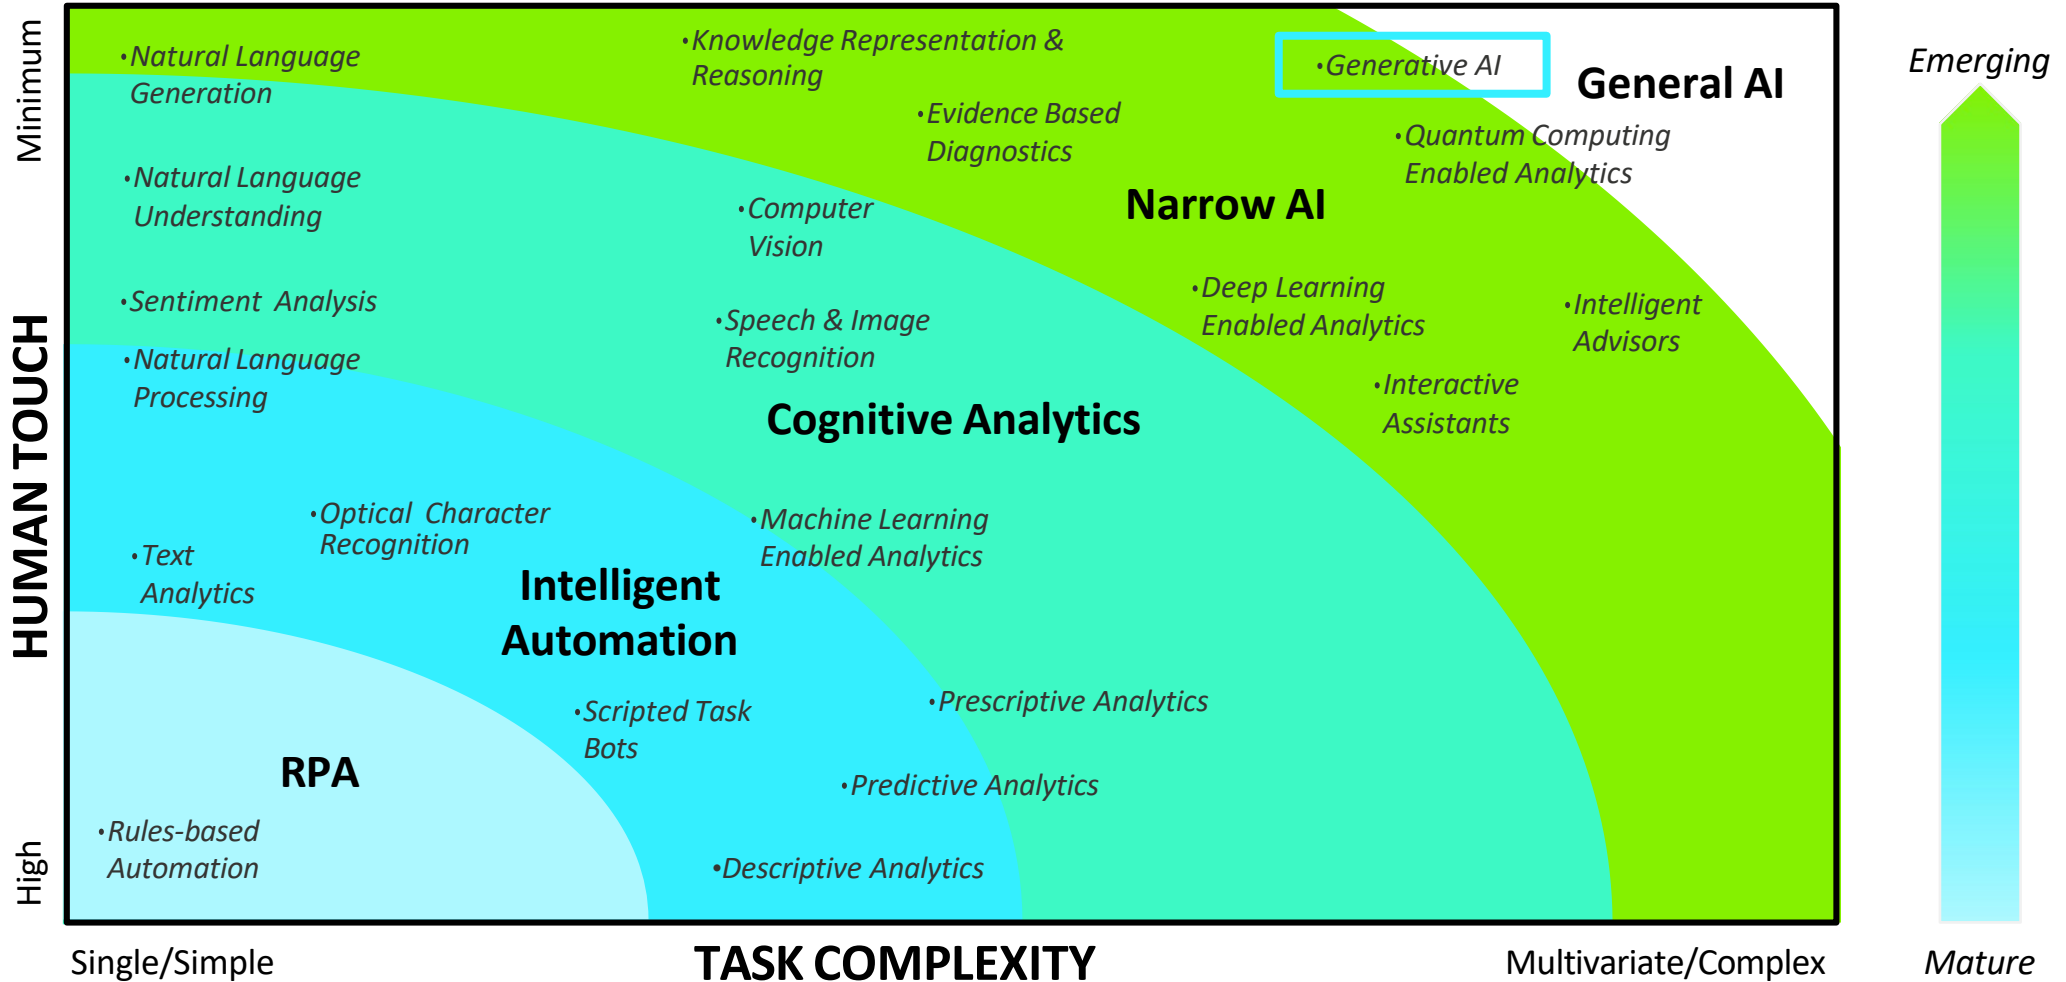 Minimum
HUMAN TOUCH
High
•Natural Language
Generation
•Knowledge Representation &
Reasoning
•Generative AI
General AI
•Evidence Based
Diagnostics
•Quantum Computing
Enabled Analytics
•Natural Language
Understanding
•Computer
Vision
Narrow AI
•Sentiment Analysis
•Speech & Image
Recognition
•Deep Learning
Enabled Analytics
•Intelligent
Advisors
•Natural Language
Processing
Cognitive Analytics
•Interactive
Assistants
•Optical Character
Recognition
•Text
Analytics
•Machine Learning
Enabled Analytics
Intelligent
Automation
•Scripted Task
Bots
•Prescriptive Analytics
RPA
•Predictive Analytics
•Rules-based
Automation
•Descriptive Analytics
Single/Simple
TASK COMPLEXITY
Multivariate/Complex
Emerging
Mature